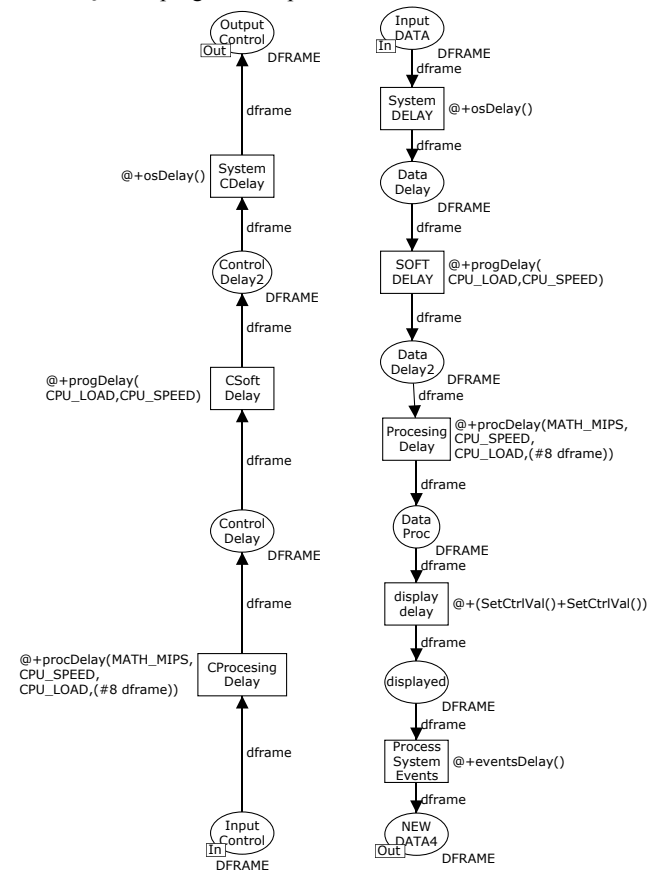 Output
Control
Out
DFRAME
dframe
@+osDelay()
System
CDelay
dframe
Control
Delay2
DFRAME
dframe
@+progDelay(
CPU_LOAD,CPU_SPEED)
CSoft
Delay
dframe
Control
Delay
DFRAME
dframe
@+procDelay(MATH_MIPS,
CPU_SPEED,
CPU_LOAD,(#8 dframe))
CProcesing
Delay
dframe
Input
Control
In
DFRAME
Input
DATA
In
DFRAME
dframe
System
DELAY
@+osDelay()
dframe
Data
Delay
DFRAME
dframe
SOFT
DELAY
@+progDelay(
CPU_LOAD,CPU_SPEED)
dframe
Data
Delay2
DFRAME
dframe
Procesing
Delay
@+procDelay(MATH_MIPS,
CPU_SPEED,
CPU_LOAD,(#8 dframe))
dframe
Data
Proc
DFRAME
dframe
display
delay
@+(SetCtrlVal()+SetCtrlVal())
dframe
displayed
DFRAME
dframe
Process
System
Events
@+eventsDelay()
dframe
NEW
DATA4
Out
DFRAME